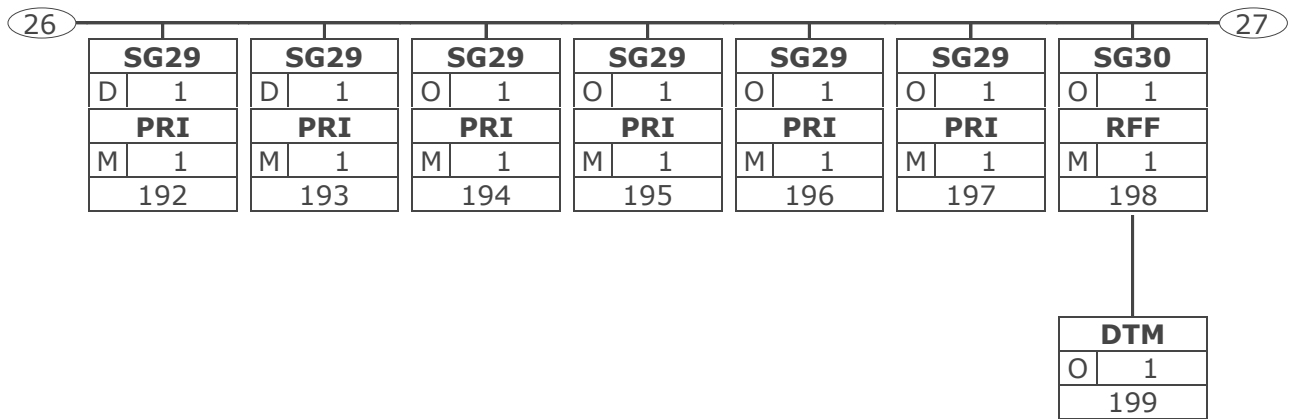 26 27
SG29 SG29 SG29 SG29 SG29 SG29 SG30
D 1 D 1 O 1 O 1 O 1 O 1 O 1
PRI PRI PRI PRI PRI PRI RFF
M 1 M 1 M 1 M 1 M 1 M 1 M 1
192 193 194 195 196 197 198
DTM
O 1
199